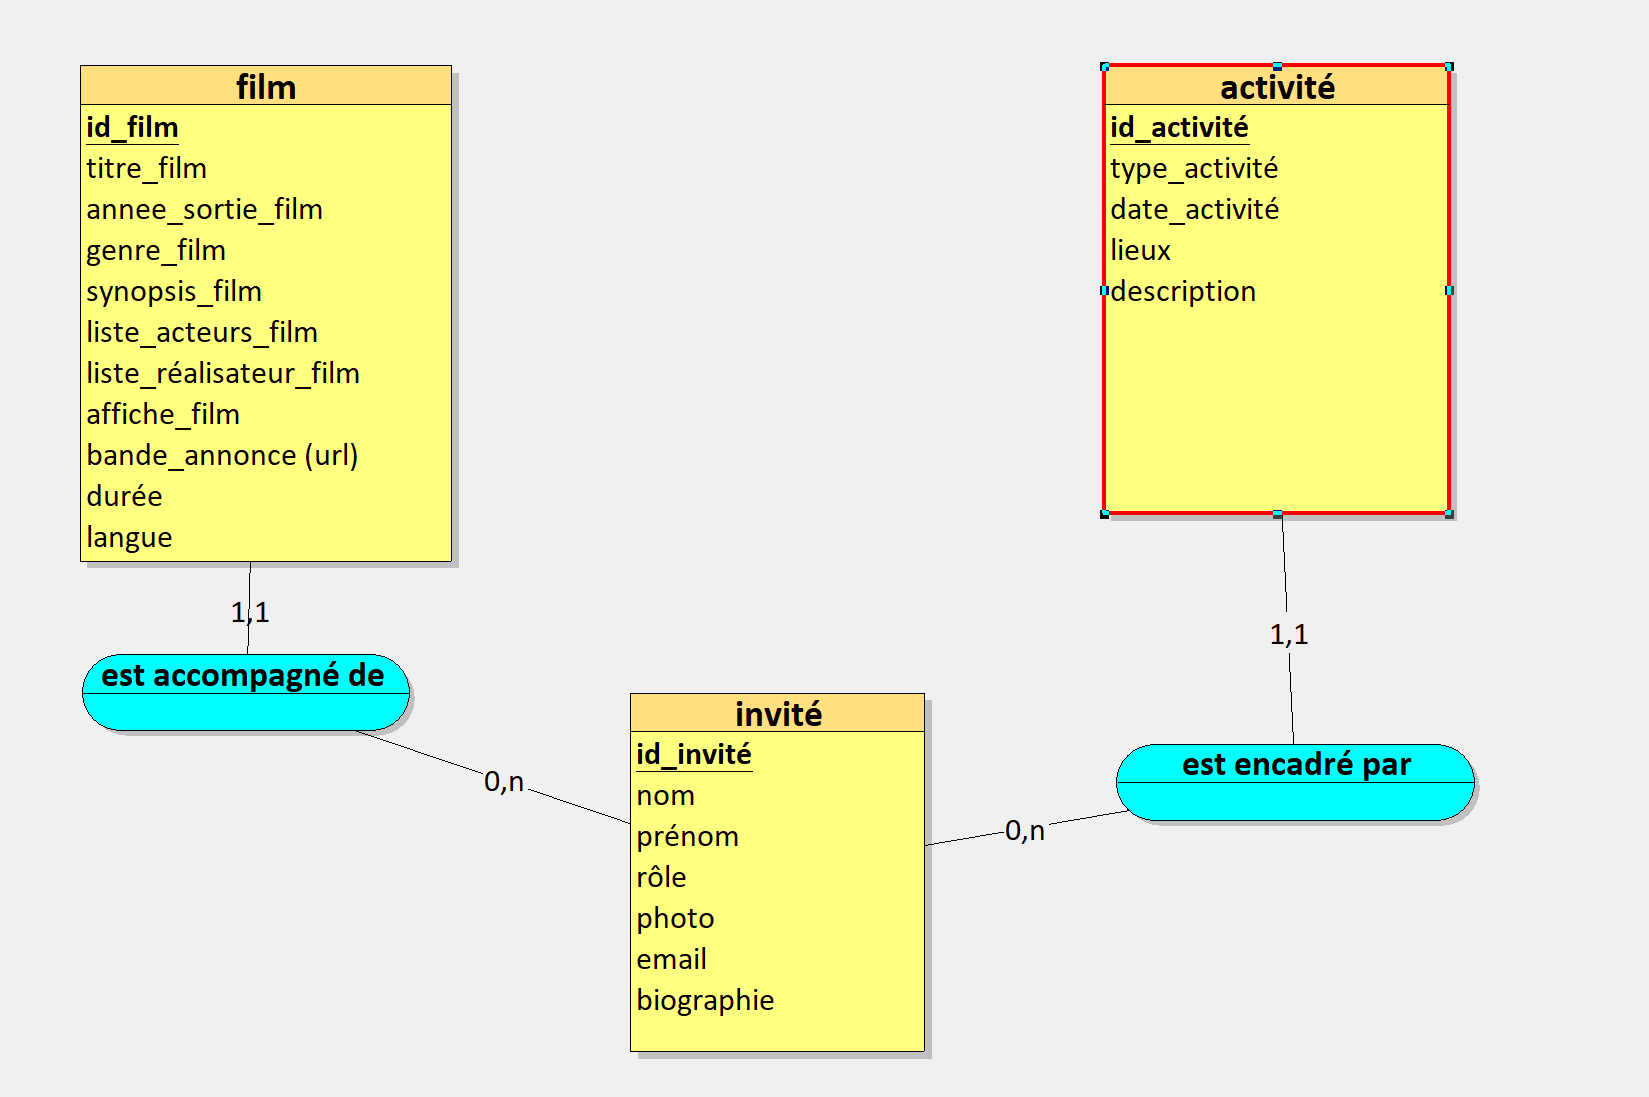 film
id_film
titre_film
annee_sortie_film
genre_film
synopsis_film
liste_acteurs_film
liste_réalisateur_film
affiche_film
bande_annonce (url)
durée
langue
1,1
est accompagné de
0,n
invité
id_invité
nom
prénom
rôle
photo
email
biographie
activité
id_activité
type_activité
date_activité
lieux
description
1,1
est encadré par
0,n